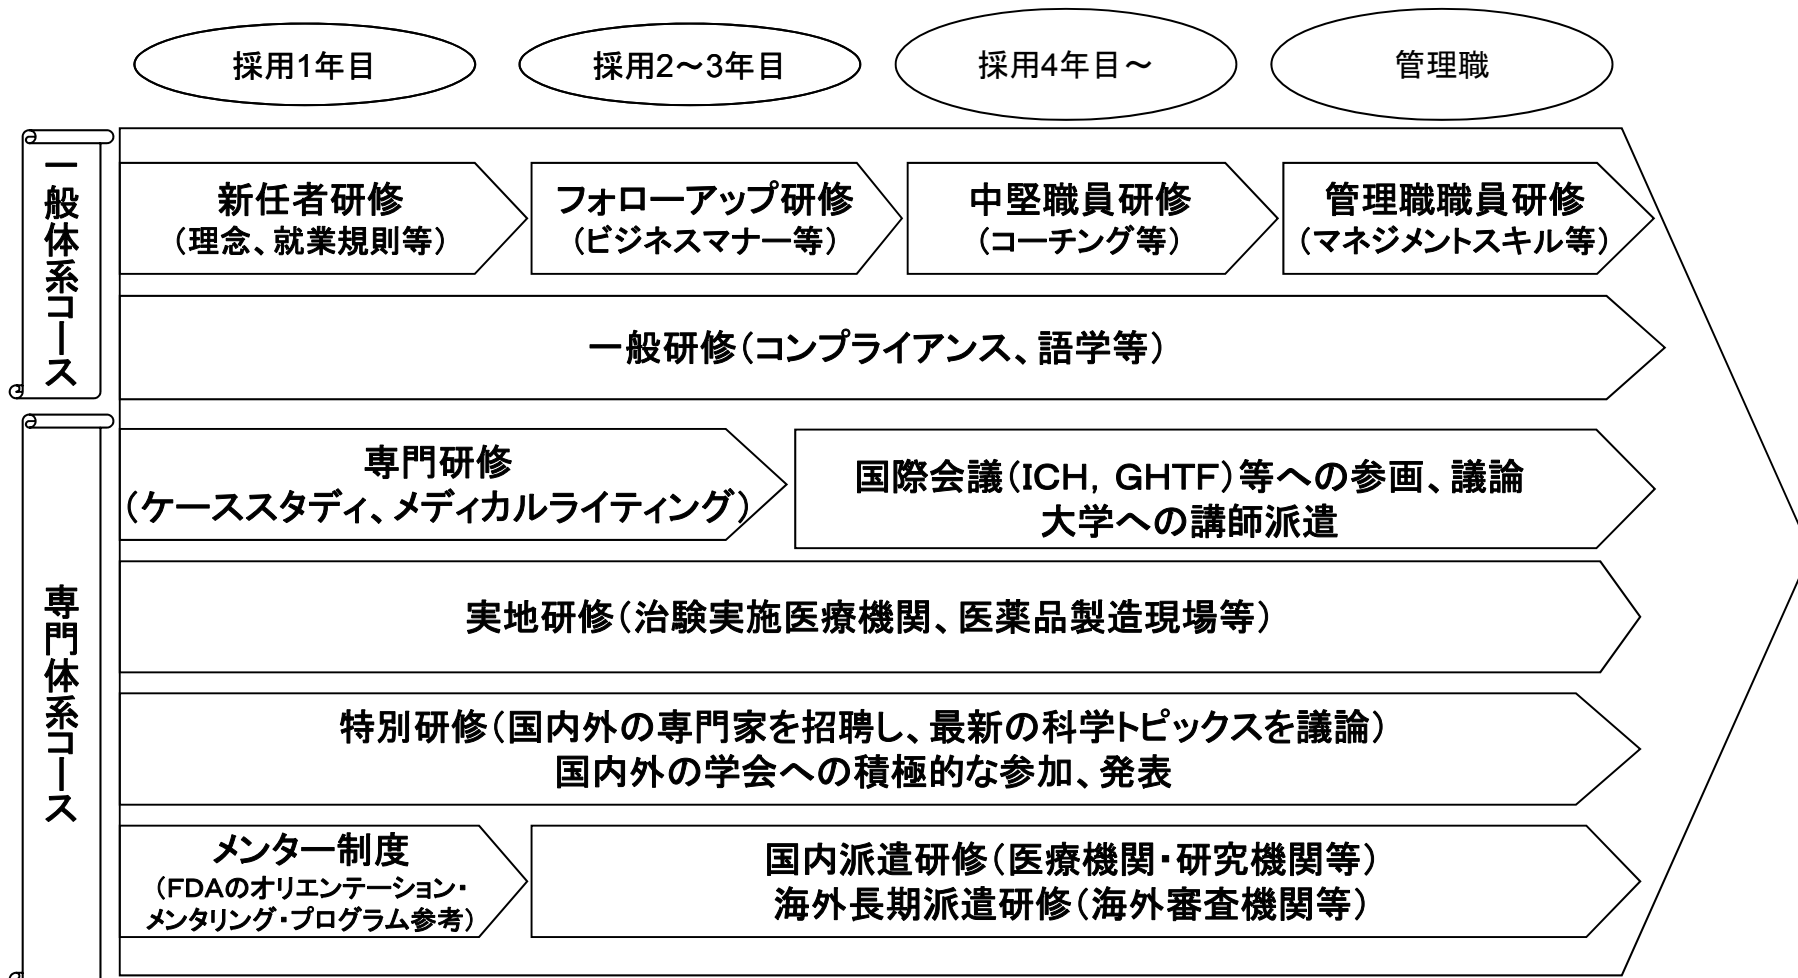 採用1年目
採用2～3年目
採用4年目～
管理職
一般体系コース
新任者研修
（理念、就業規則等）
フォローアップ研修
（ビジネスマナー等）
中堅職員研修
（コーチング等）
管理職職員研修
（マネジメントスキル等）
一般研修（コンプライアンス、語学等）
専門体系コース
専門研修
（ケーススタディ、メディカルライティング）
国際会議（ICH, GHTF）等への参画、議論
大学への講師派遣
実地研修（治験実施医療機関、医薬品製造現場等）
特別研修（国内外の専門家を招聘し、最新の科学トピックスを議論）
国内外の学会への積極的な参加、発表
メンター制度
（FDAのオリエンテーション・
メンタリング・プログラム参考）
国内派遣研修（医療機関・研究機関等）
海外長期派遣研修（海外審査機関等）